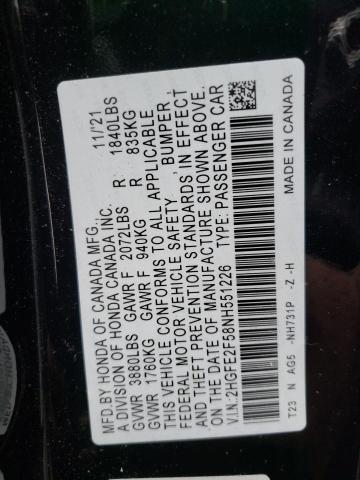 MFD.BY HONDA OF CANADA MFG., 11/'21
A DIVISION OF HONDA CANADA INC.
GVWR 3880LBS GAWR F 2072LBS R 1840LBS
GVWR 1760KG GAWR F 940KG R 835KG
THIS VEHICLE CONFORMS TO ALL APPLICABLE
FEDERAL MOTOR VEHICLE SAFETY , BUMPER ,
AND THEFT PREVENTION STANDARDS IN EFFECT
ON THE DATE OF MANUFACTURE SHOWN ABOVE.
V.I.N.:2HGFE2F58NH551226 TYPE: PASSENGER CAR
T23 N AG5 -NH731P -Z -H MADE IN CANADA